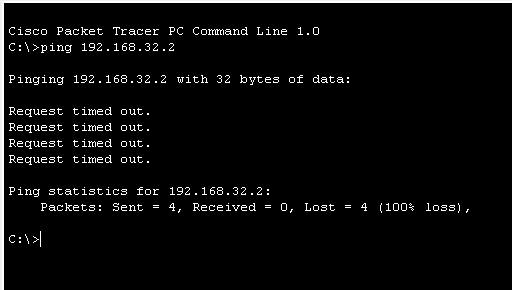 Cisco Packet Tracer PC Command Line 1.0
C:\>ping 192.168.32.2
Pinging 192.168.32.2 with 32 bytes of data:
Request timed out.
Request timed out.
Request timed out.
Request timed out.
Ping statistics for 192.168.32.2:
    Packets: Sent = 4, Received = 0, Lost = 4 (100% loss),
C:\>